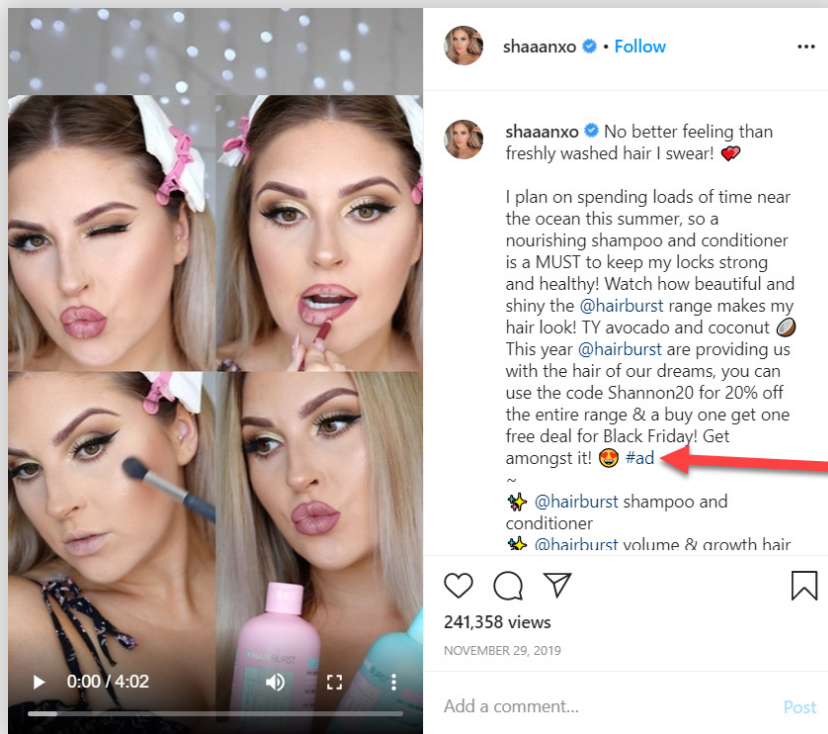 shaaanxo • Follow
shaaanxo No better feeling than
freshly washed hair I swear! 💕
I plan on spending loads of time near
the ocean this summer, so a
nourishing shampoo and conditioner
is a MUST to keep my locks strong
and healthy! Watch how beautiful and
shiny the @hairburst range makes my
hair look! TY avocado and coconut 🥥
This year @hairburst are providing us
with the hair of our dreams, you can
use the code Shannon20 for 20% off
the entire range & a buy one get one
free deal for Black Friday! Get
amongst it! 😍 #ad
~
✨ @hairburst shampoo and
conditioner
✨ @hairburst volume & growth hair
241,358 views
NOVEMBER 29, 2019
Add a comment... Post
HAIRBURST
0:00 / 4:02